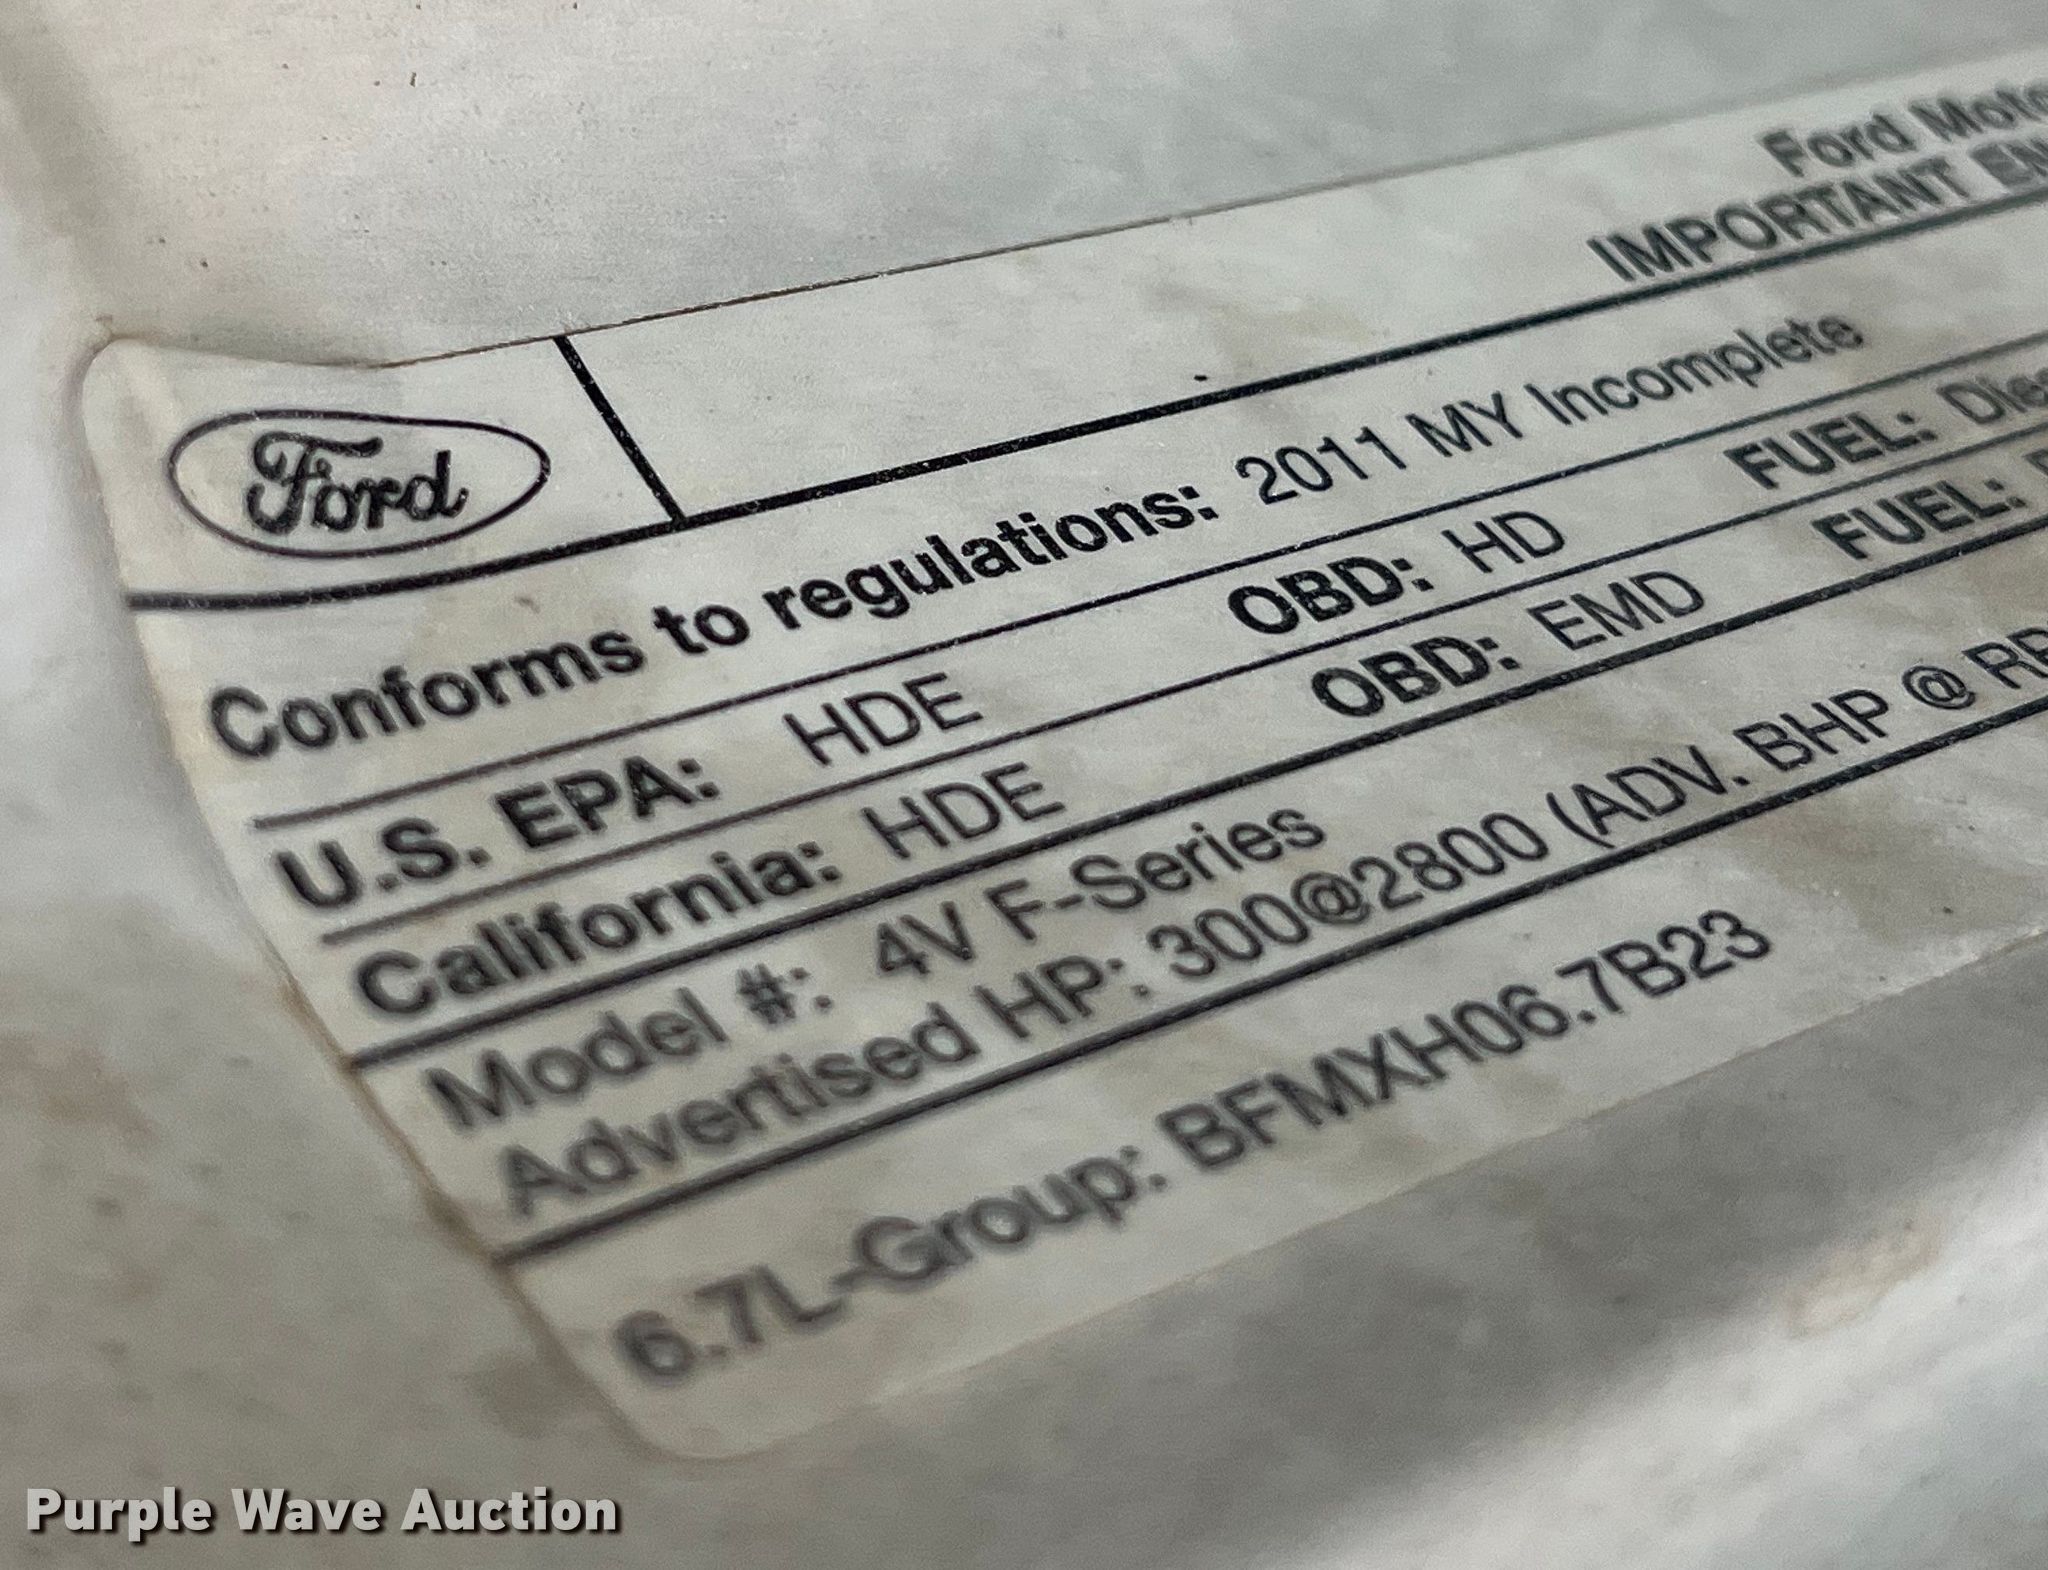 Ford Moto
IMPORTANT EN
Ford
Conforms to regulations: 2011 MY Incomplete
U.S. EPA: HDE OBD: HD FUEL: Dies
California: HDE OBD: EMD FUEL:
Model #: 4V F-Series
Advertised HP: 300@2800 (ADV. BHP @ RP
6.7L-Group: BFMXH06.7B23
Purple Wave Auction